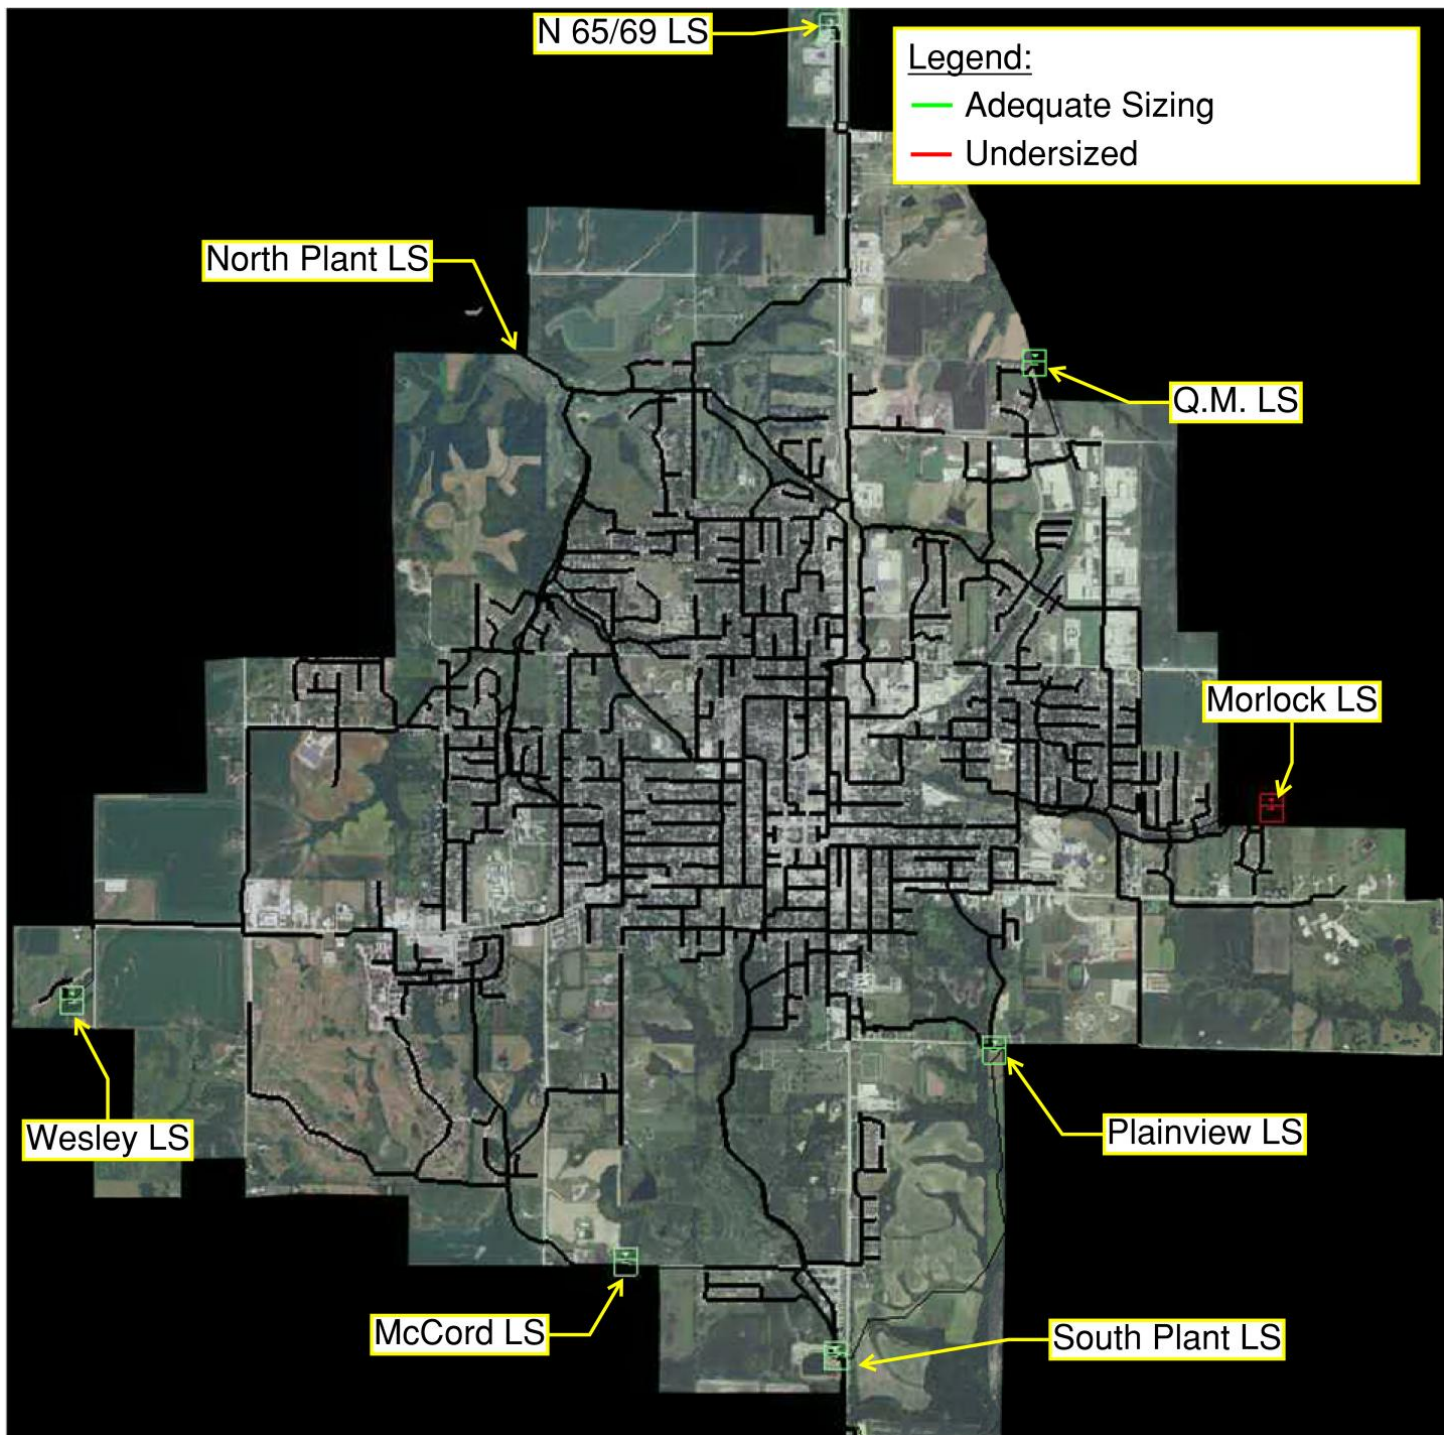 N 65/69 LS
Legend:
Adequate Sizing
Undersized
North Plant LS
Q.M. LS
Morlock LS
Wesley LS
Plainview LS
McCord LS
South Plant LS